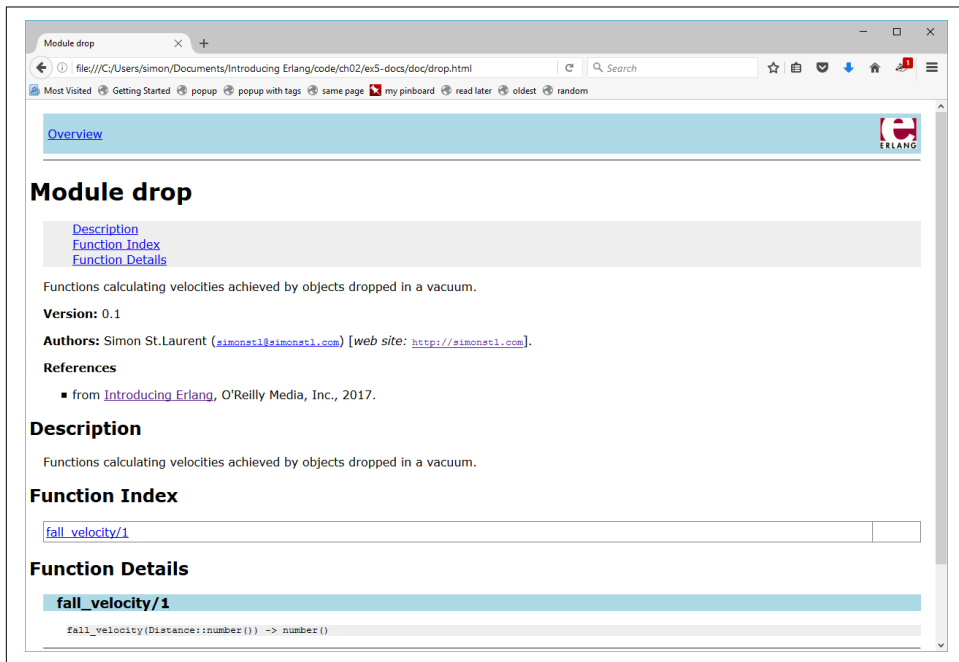 Module drop
file:///C:/Users/simon/Documents/Introducing Erlang/code/ch02/ex5-docs/doc/drop.html
Search
1
Most Visited Getting Started popup popup with tags same page my pinboard read later oldest random
Overview
ERLANG
Module drop
Description
Function Index
Function Details
Functions calculating velocities achieved by objects dropped in a vacuum.
Version: 0.1
Authors: Simon St.Laurent (simonstl@simonstl.com) [web site: http://simonstl.com].
References
from Introducing Erlang, O'Reilly Media, Inc., 2017.
Description
Functions calculating velocities achieved by objects dropped in a vacuum.
Function Index
fall_velocity/1
Function Details
fall_velocity/1
fall_velocity(Distance::number()) -> number()